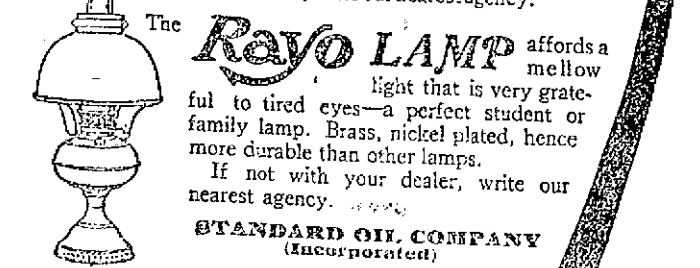 agency.
The Rayo LAMP affords a
mellow
light that is very grate-
ful to tired eyes—a perfect student or
family lamp. Brass, nickel plated, hence
more durable than other lamps.
If not with your dealer, write our
nearest agency.
STANDARD OIL COMPANY
(Incorporated)